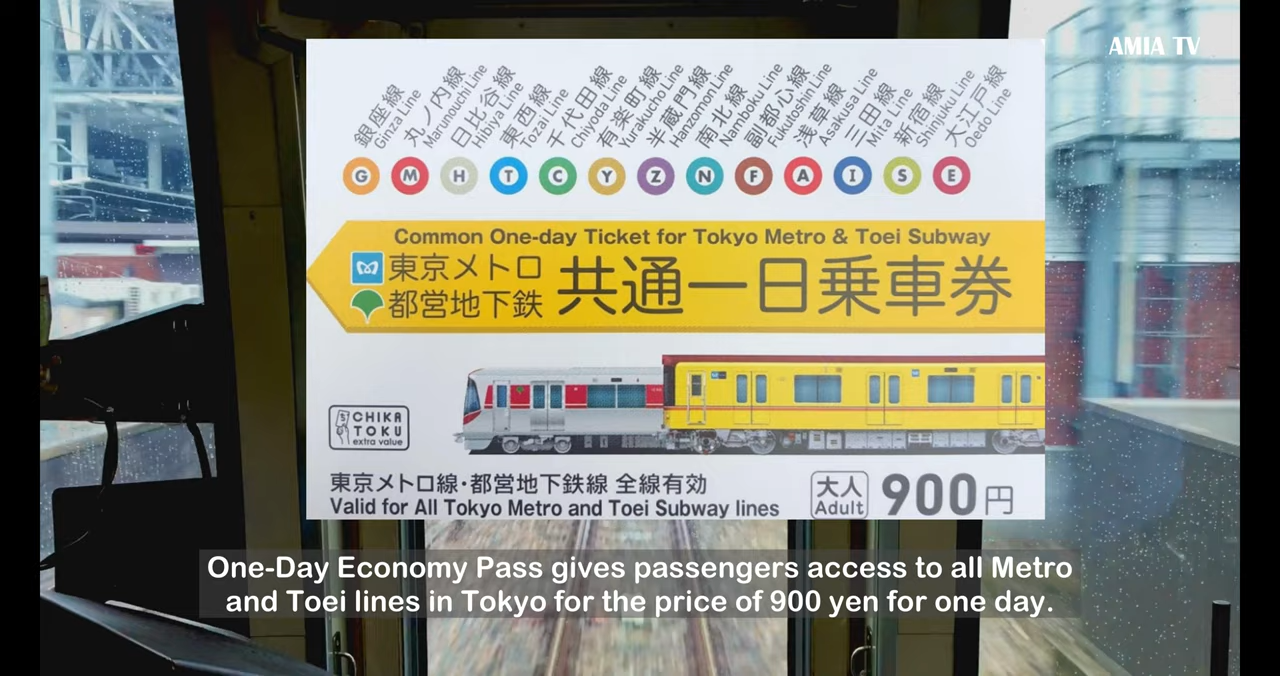 AMIA TV
銀座線
Ginza Line
丸ノ内線
Marunouchi Line
日比谷線
Hibiya Line
東西線
Tozai Line
千代田線
Chiyoda Line
有楽町線
Yurakucho Line
半蔵門線
Hanzomon Line
南北線
Namboku Line
副都心線
Fukutoshin Line
浅草線
Asakusa Line
三田線
Mita Line
新宿線
Shinjuku Line
大江戸線
Oedo Line
G M H T C Y Z N F A I S E
Common One-day Ticket for Tokyo Metro & Toei Subway
東京メトロ
都営地下鉄
共通一日乗車券
CHIKA
TOKU
extra value
東京メトロ線・都営地下鉄線 全線有効
Valid for All Tokyo Metro and Toei Subway lines
大人
Adult
900円
One-Day Economy Pass gives passengers access to all Metro
and Toei lines in Tokyo for the price of 900 yen for one day.